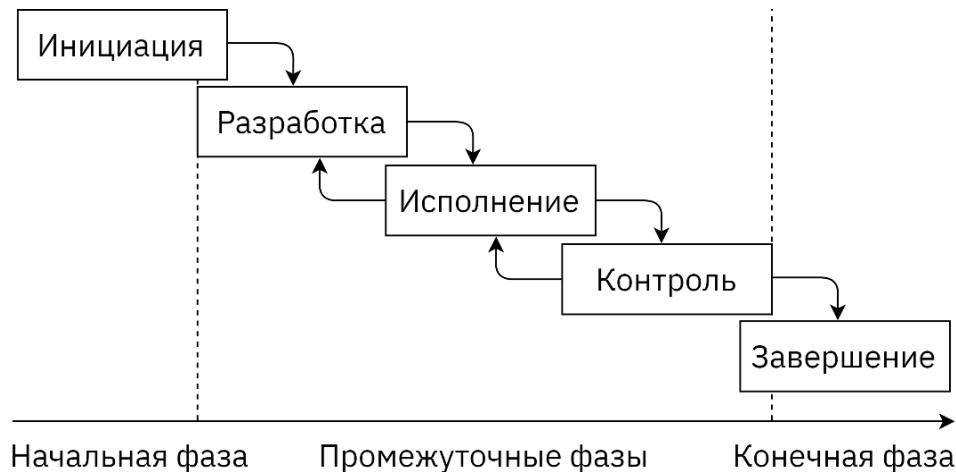 Инициация
Разработка
Исполнение
Контроль
Завершение
Начальная фаза
Промежуточные фазы
Конечная фаза